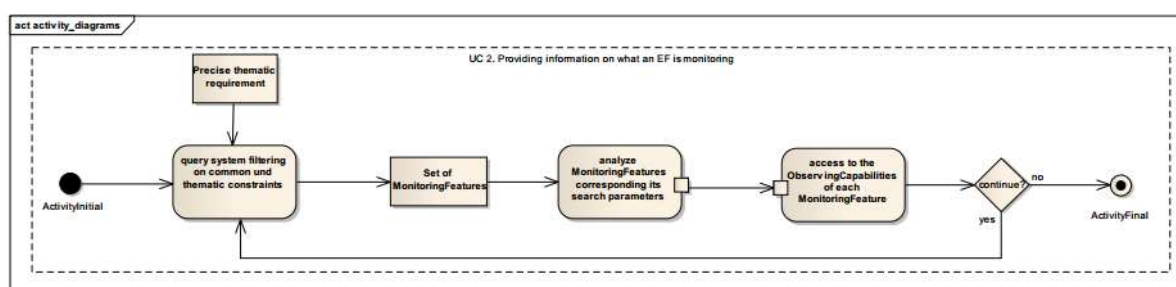 act activity_diagrams
UC 2. Providing information on what an EF is monitoring
Precise thematic
requirement
query system filtering
on common und
thematic constraints
Set of
MonitoringFeatures
analyze
MonitoringFeatures
corresponding its
search parameters
access to the
ObservingCapabilities
of each
MonitoringFeature
continue?
no
yes
ActivityInitial
ActivityFinal